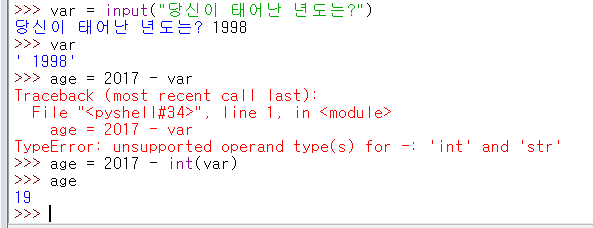 >>> var = input("당신이 태어난 년도는?")
당신이 태어난 년도는? 1998
>>> var
' 1998'
>>> age = 2017 - var
Traceback (most recent call last):
  File "<pyshell#34>", line 1, in <module>
    age = 2017 - var
TypeError: unsupported operand type(s) for -: 'int' and 'str'
>>> age = 2017 - int(var)
>>> age
19
>>>